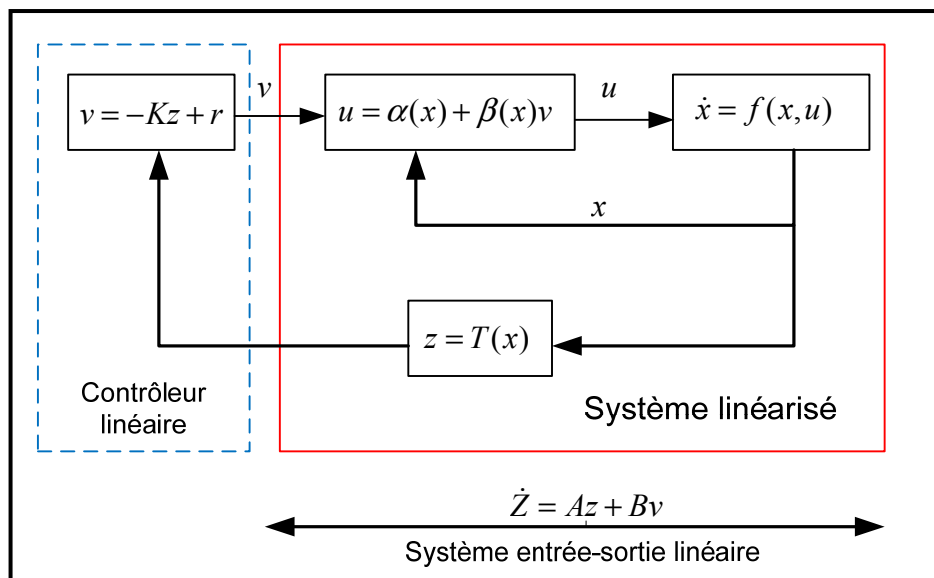 v = −Kz + r
v
u = α(x) + β(x)v
u
ẋ = f(x,u)
x
z = T(x)
Contrôleur
linéaire
Système linéarisé
Ż = Az + Bv
Système entrée-sortie linéaire